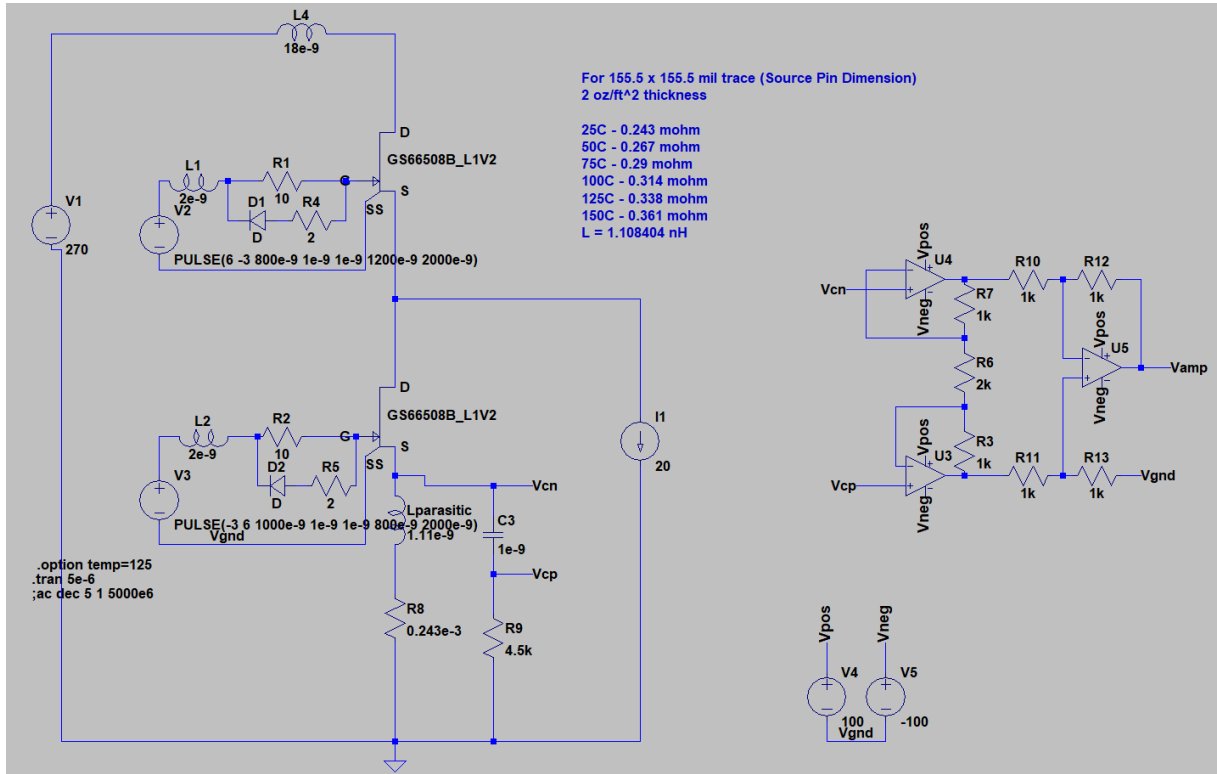 L4
18e-9
For 155.5 x 155.5 mil trace (Source Pin Dimension)
2 oz/ft^2 thickness
25C - 0.243 mohm
50C - 0.267 mohm
75C - 0.29 mohm
100C - 0.314 mohm
125C - 0.338 mohm
150C - 0.361 mohm
L = 1.108404 nH
D
GS66508B_L1V2
G
S
SS
L1
2e-9
R1
10
D1
D
R4
2
V1
270
V2
PULSE(6 -3 800e-9 1e-9 1e-9 1200e-9 2000e-9)
D
GS66508B_L1V2
G
S
SS
L2
2e-9
R2
10
D2
D
R5
2
V3
PULSE(-3 6 1000e-9 1e-9 1e-9 800e-9 2000e-9)
Vgnd
I1
20
Lparasitic
1.11e-9
Vcn
C3
1e-9
Vcp
R8
0.243e-3
R9
4.5k
.option temp=125
.tran 5e-6
;ac dec 5 1 5000e6
Vpos
U4
Vcn
Vneg
R7
1k
R10
1k
R12
1k
R6
2k
Vpos
U5
Vneg
Vamp
Vpos
U3
Vcp
Vneg
R3
1k
R11
1k
R13
1k
Vgnd
Vpos
Vneg
V4
100
V5
-100
Vgnd